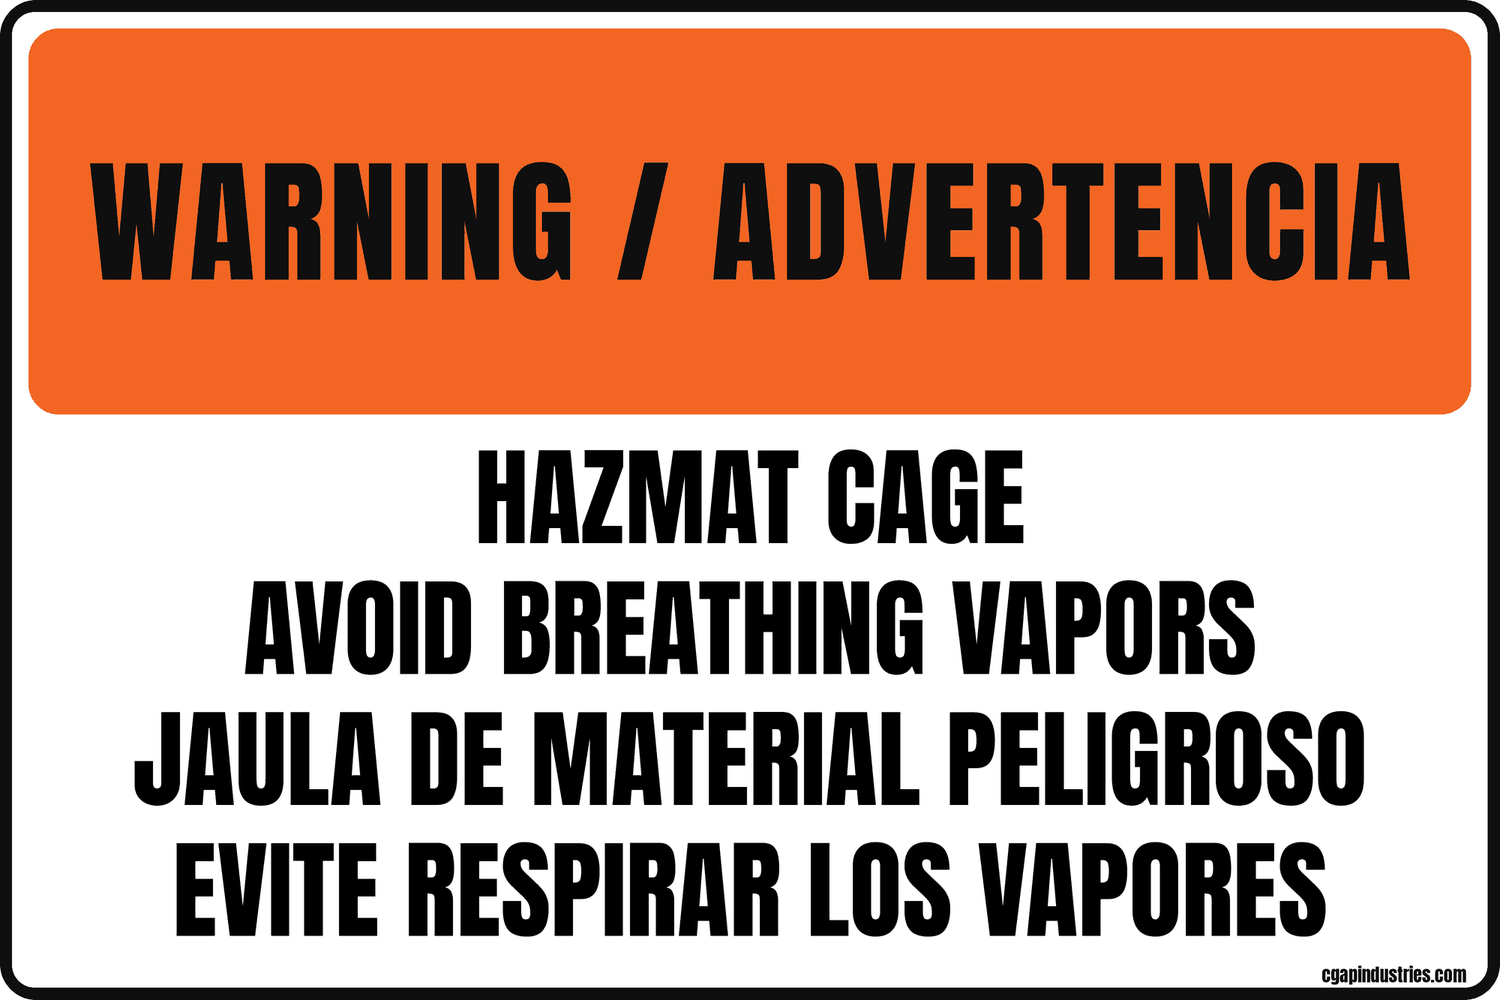 WARNING / ADVERTENCIA
HAZMAT CAGE
AVOID BREATHING VAPORS
JAULA DE MATERIAL PELIGROSO
EVITE RESPIRAR LOS VAPORES
cgapindustries.com